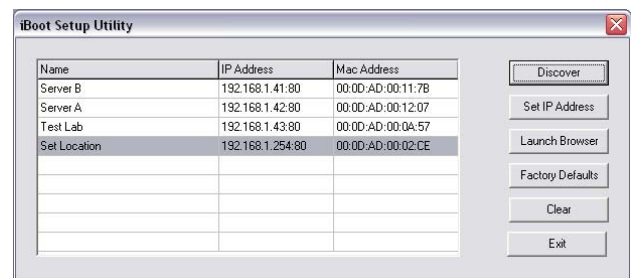 iBoot Setup Utility
Name IP Address Mac Address
Server B 192.168.1.41:80 00:0D:AD:00:11:7B
Server A 192.168.1.42:80 00:0D:AD:00:12:07
Test Lab 192.168.1.43:80 00:0D:AD:00:0A:57
Set Location 192.168.1.254:80 00:0D:AD:00:02:CE
Discover
Set IP Address
Launch Browser
Factory Defaults
Clear
Exit